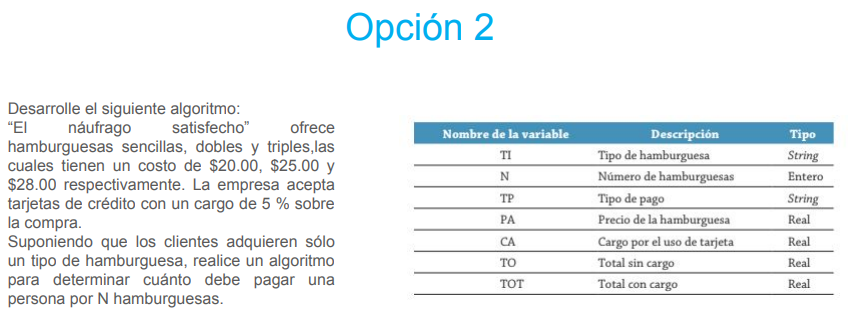 Opción 2
Desarrolle el siguiente algoritmo:
“El náufrago satisfecho” ofrece
hamburguesas sencillas, dobles y triples,las
cuales tienen un costo de $20.00, $25.00 y
$28.00 respectivamente. La empresa acepta
tarjetas de crédito con un cargo de 5 % sobre
la compra.
Suponiendo que los clientes adquieren sólo
un tipo de hamburguesa, realice un algoritmo
para determinar cuánto debe pagar una
persona por N hamburguesas.
Nombre de la variable Descripción Tipo
TI Tipo de hamburguesa String
N Número de hamburguesas Entero
TP Tipo de pago String
PA Precio de la hamburguesa Real
CA Cargo por el uso de tarjeta Real
TO Total sin cargo Real
TOT Total con cargo Real